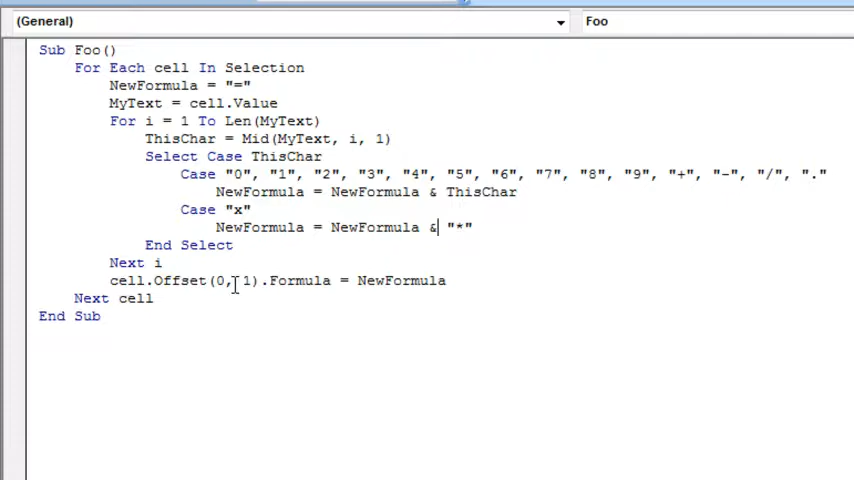 (General) Foo
Sub Foo()
For Each cell In Selection
NewFormula = "="
MyText = cell.Value
For i = 1 To Len(MyText)
ThisChar = Mid(MyText, i, 1)
Select Case ThisChar
Case "0", "1", "2", "3", "4", "5", "6", "7", "8", "9", "+", "-", "/", "."
NewFormula = NewFormula & ThisChar
Case "x"
NewFormula = NewFormula & "*"
End Select
Next i
cell.Offset(0, 1).Formula = NewFormula
Next cell
End Sub